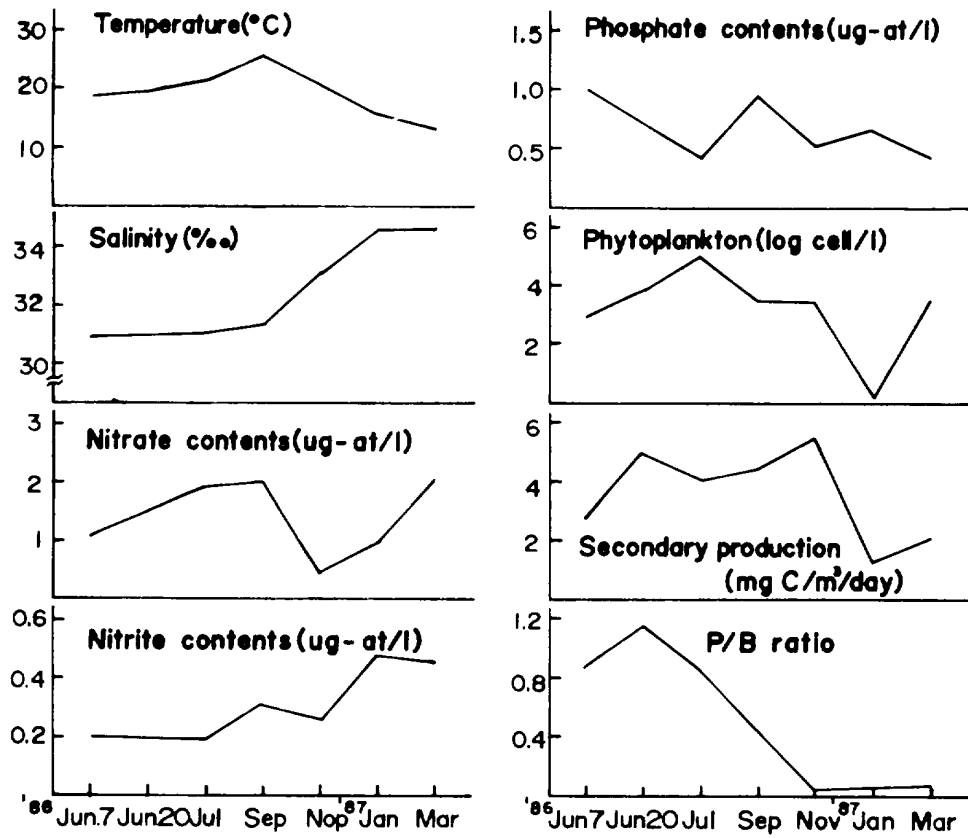 Temperature(°C)
30
20
10
Salinity(‰)
34
32
30
Nitrate contents(ug-at/l)
3
2
1
Nitrite contents(ug-at/l)
0.6
0.4
0.2
'86 Jun.7 Jun20 Jul Sep Nop '87 Jan Mar
Phosphate contents(ug-at/l)
1.5
1.0
0.5
Phytoplankton(log cell/l)
6
4
2
6
4
2
Secondary production
(mg C/m³/day)
P/B ratio
1.2
0.8
0.4
'86 Jun7 Jun20 Jul Sep Nov '87 Jan Mar